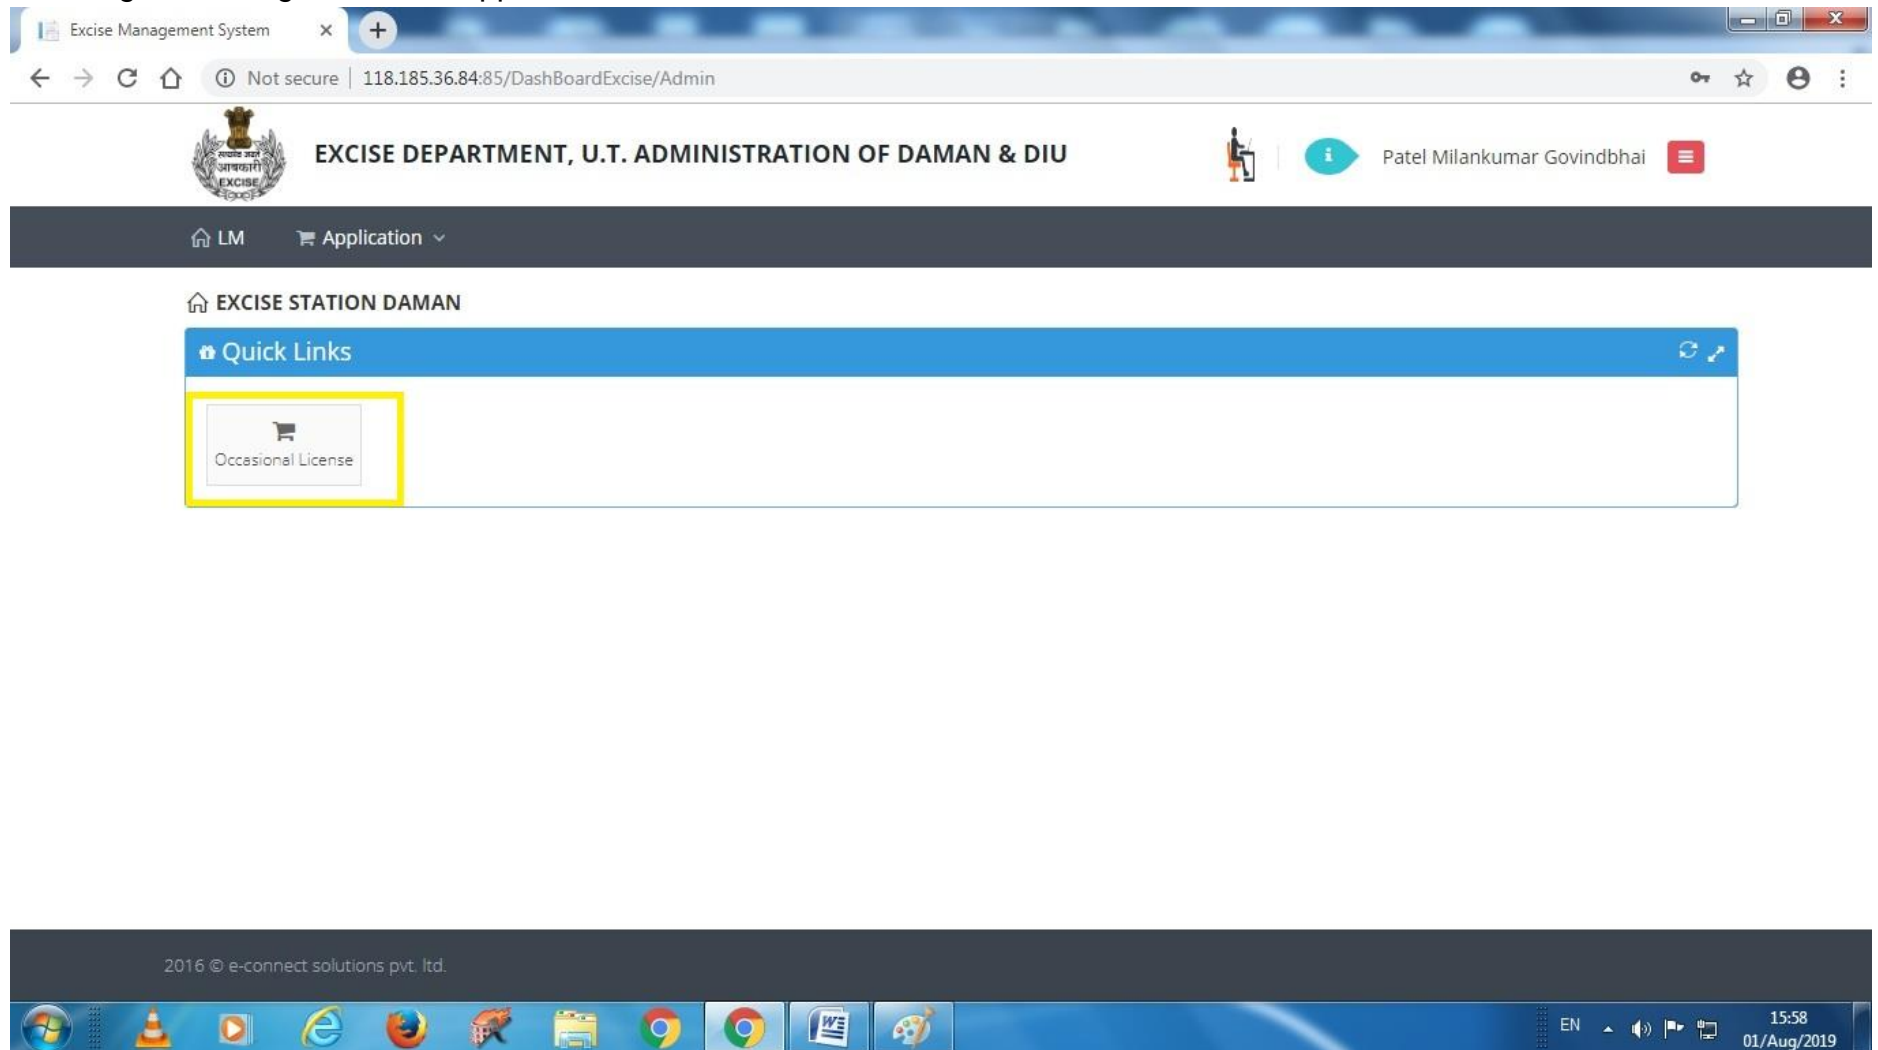 Excise Management System
Not secure | 118.185.36.84:85/DashBoardExcise/Admin
आबकारी
EXCISE
EXCISE DEPARTMENT, U.T. ADMINISTRATION OF DAMAN & DIU
Patel Milankumar Govindbhai
LM
Application
EXCISE STATION DAMAN
Quick Links
Occasional License
2016 © e-connect solutions pvt. ltd.
EN
15:58
01/Aug/2019